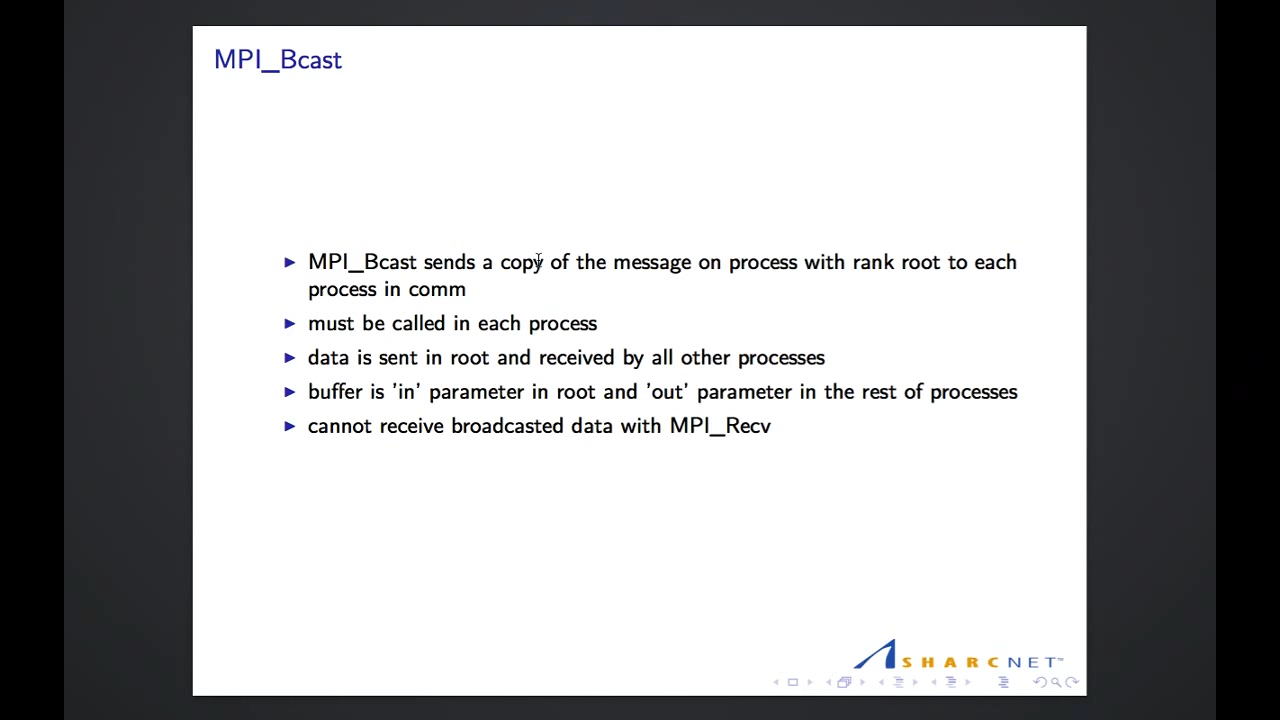 MPI_Bcast
► MPI_Bcast sends a copy of the message on process with rank root to each
process in comm
► must be called in each process
► data is sent in root and received by all other processes
► buffer is 'in' parameter in root and 'out' parameter in the rest of processes
► cannot receive broadcasted data with MPI_Recv
SHARCNET™